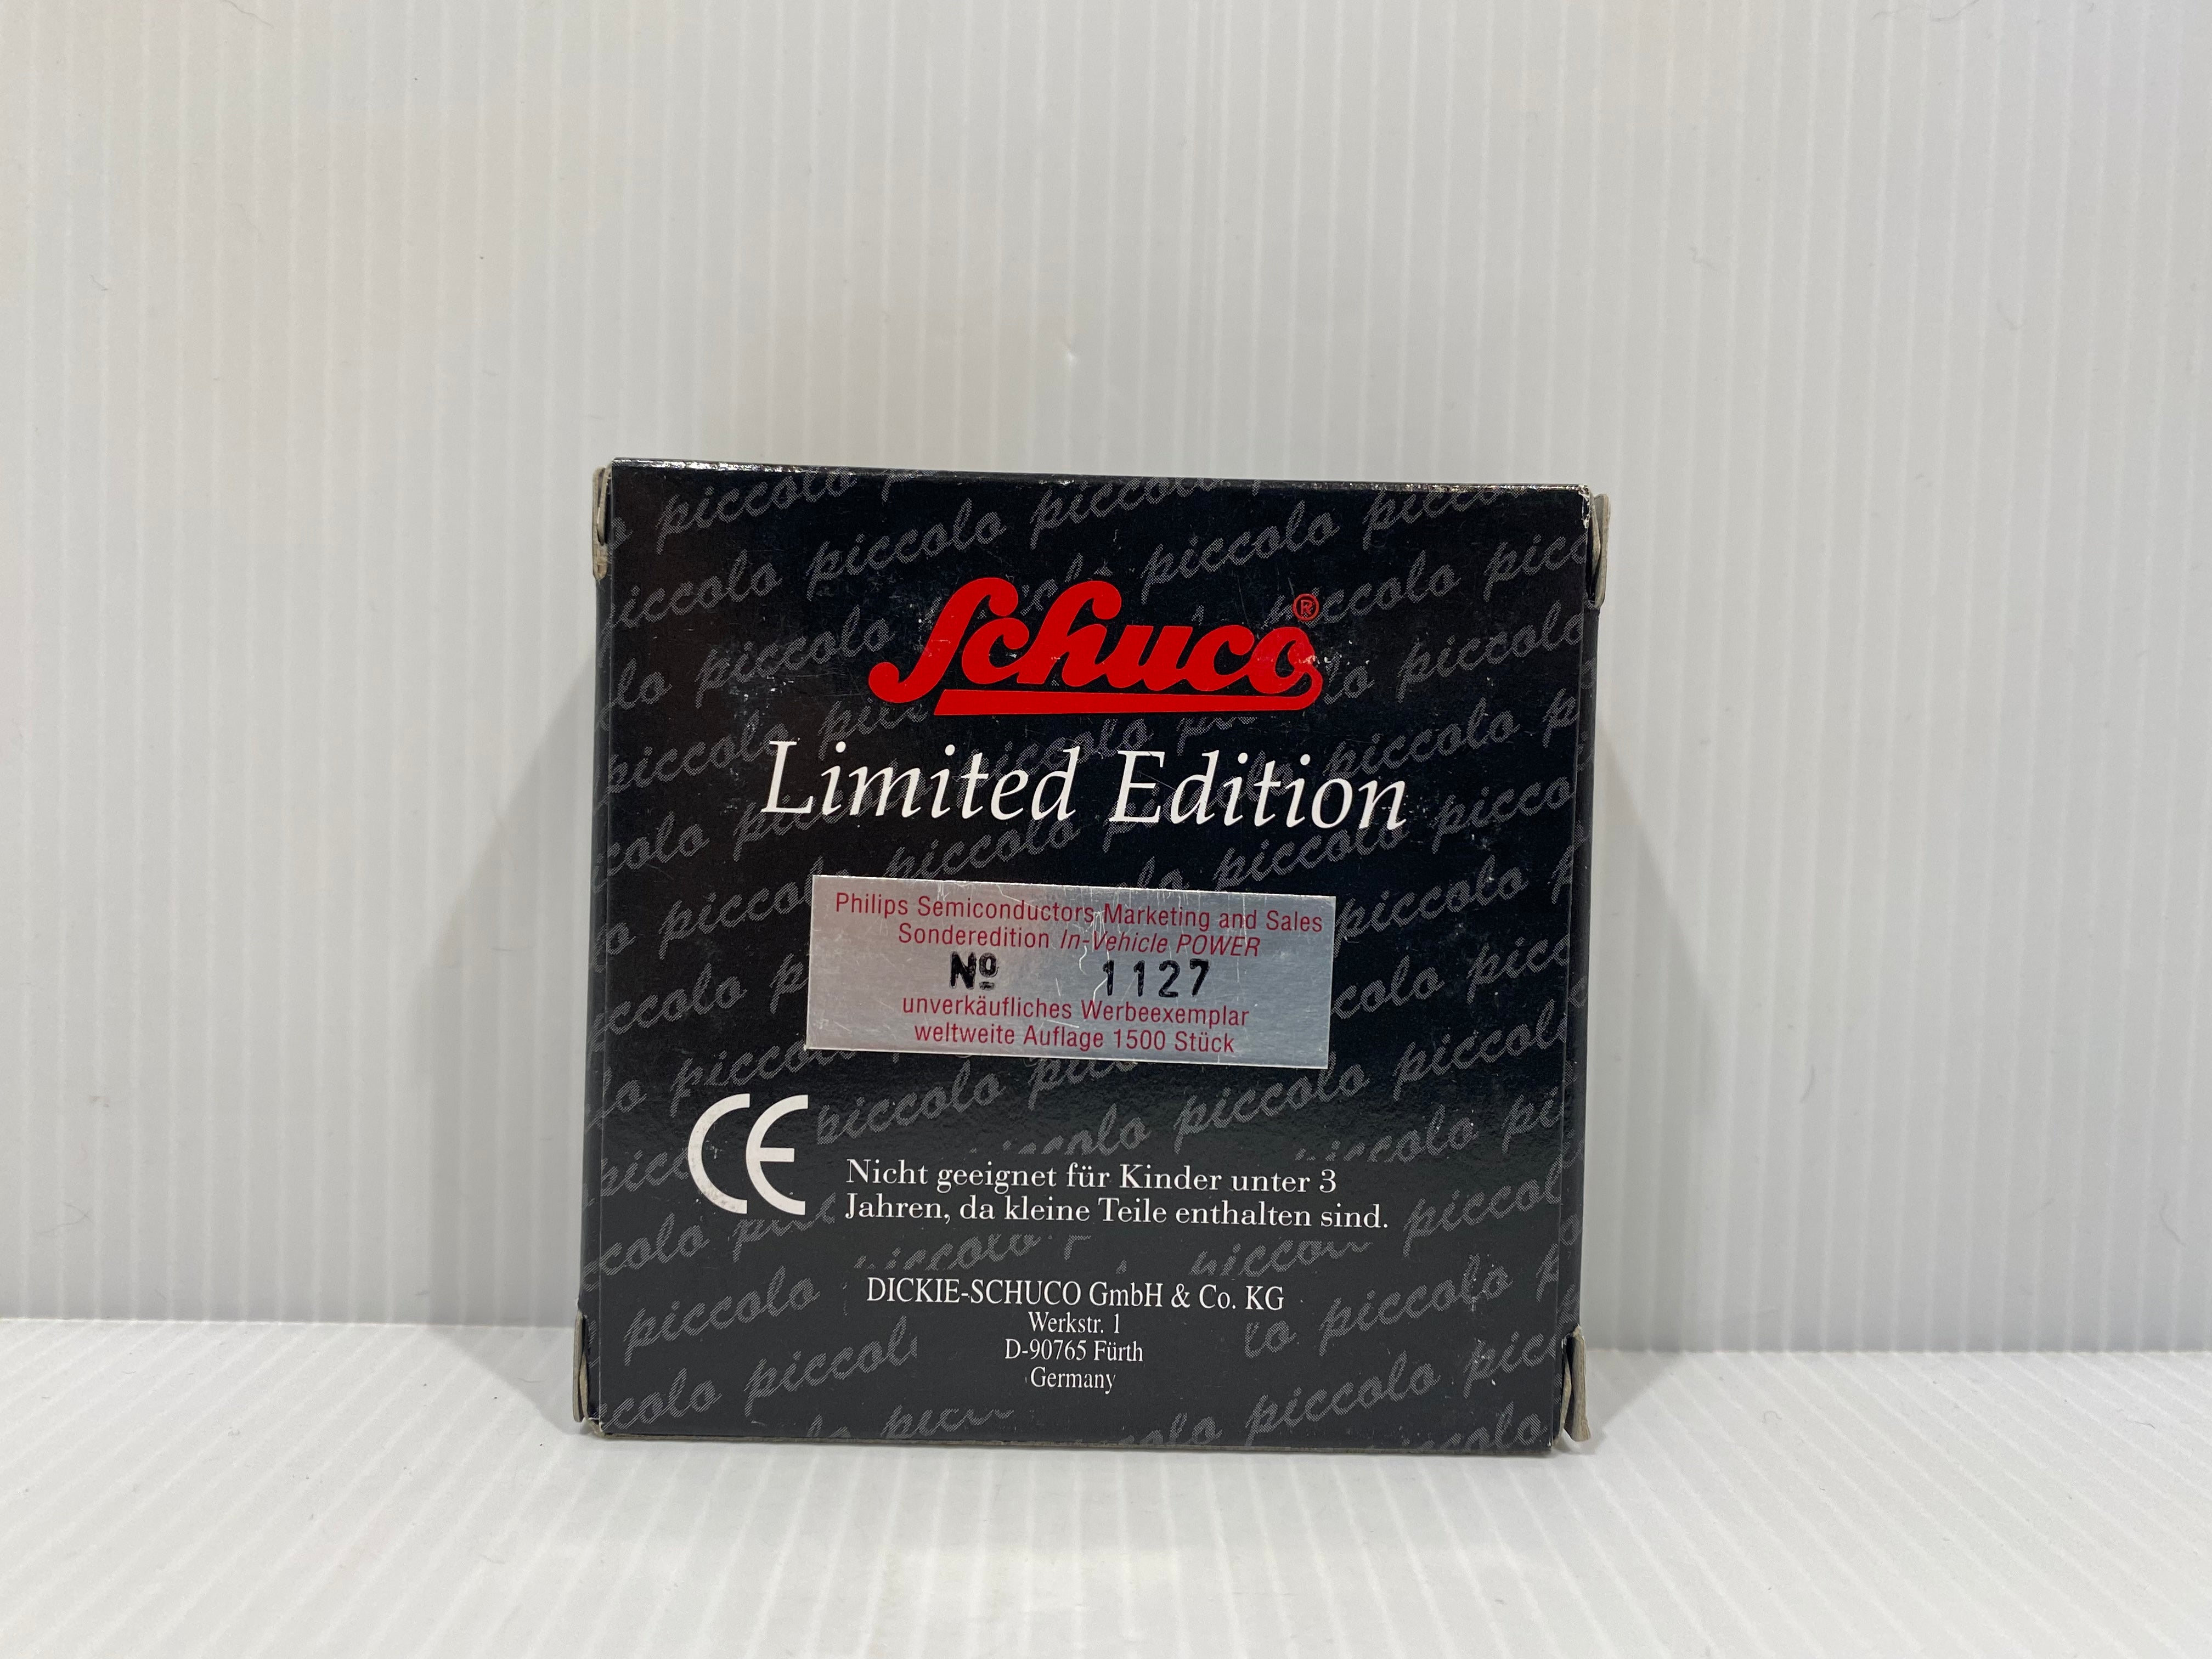 Schuco®
Limited Edition
Philips Semiconductors Marketing and Sales
Sonderedition In-Vehicle POWER
Nº 1127
unverkäufliches Werbeexemplar
weltweite Auflage 1500 Stück
CE
Nicht geeignet für Kinder unter 3
Jahren, da kleine Teile enthalten sind.
DICKIE-SCHUCO GmbH & Co. KG
Werkstr. 1
D-90765 Fürth
Germany
piccolo